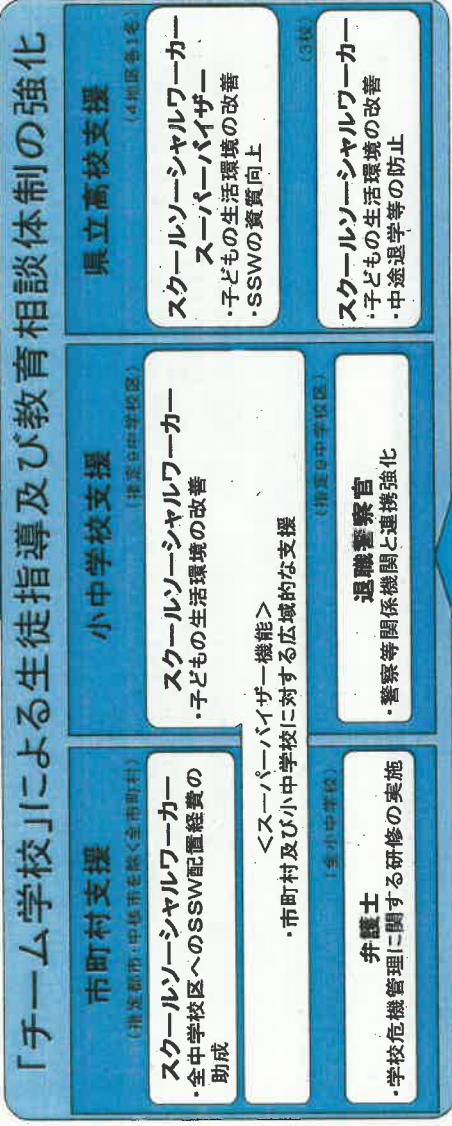 「チーム学校」による生徒指導及び教育相談体制の強化
市町村支援
(指定都市・中核市を除く全市町村)
スクールソーシャルワーカー
・全中学校区へのSSW配置経費の
助成
小中学校支援
(指定9中学校区)
スクールソーシャルワーカー
・子どもの生活環境の改善
<スーパーバイザー機能>
・市町村及び小中学校に対する広域的な支援
(全小中学校)
弁護士
・学校危機管理に関する研修の実施
(指定9中学校区)
退職警察官
・警察等関係機関と連携強化
県立高校支援
(4地区各1名)
スクールソーシャルワーカー
スーパーバイザー
・子どもの生活環境の改善
・SSWの資質向上
(3校)
スクールソーシャルワーカー
・子どもの生活環境の改善
・中途退学等の防止